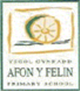 YSGOL GYNRADD
AFON Y FELIN
PRIMARY SCHOOL